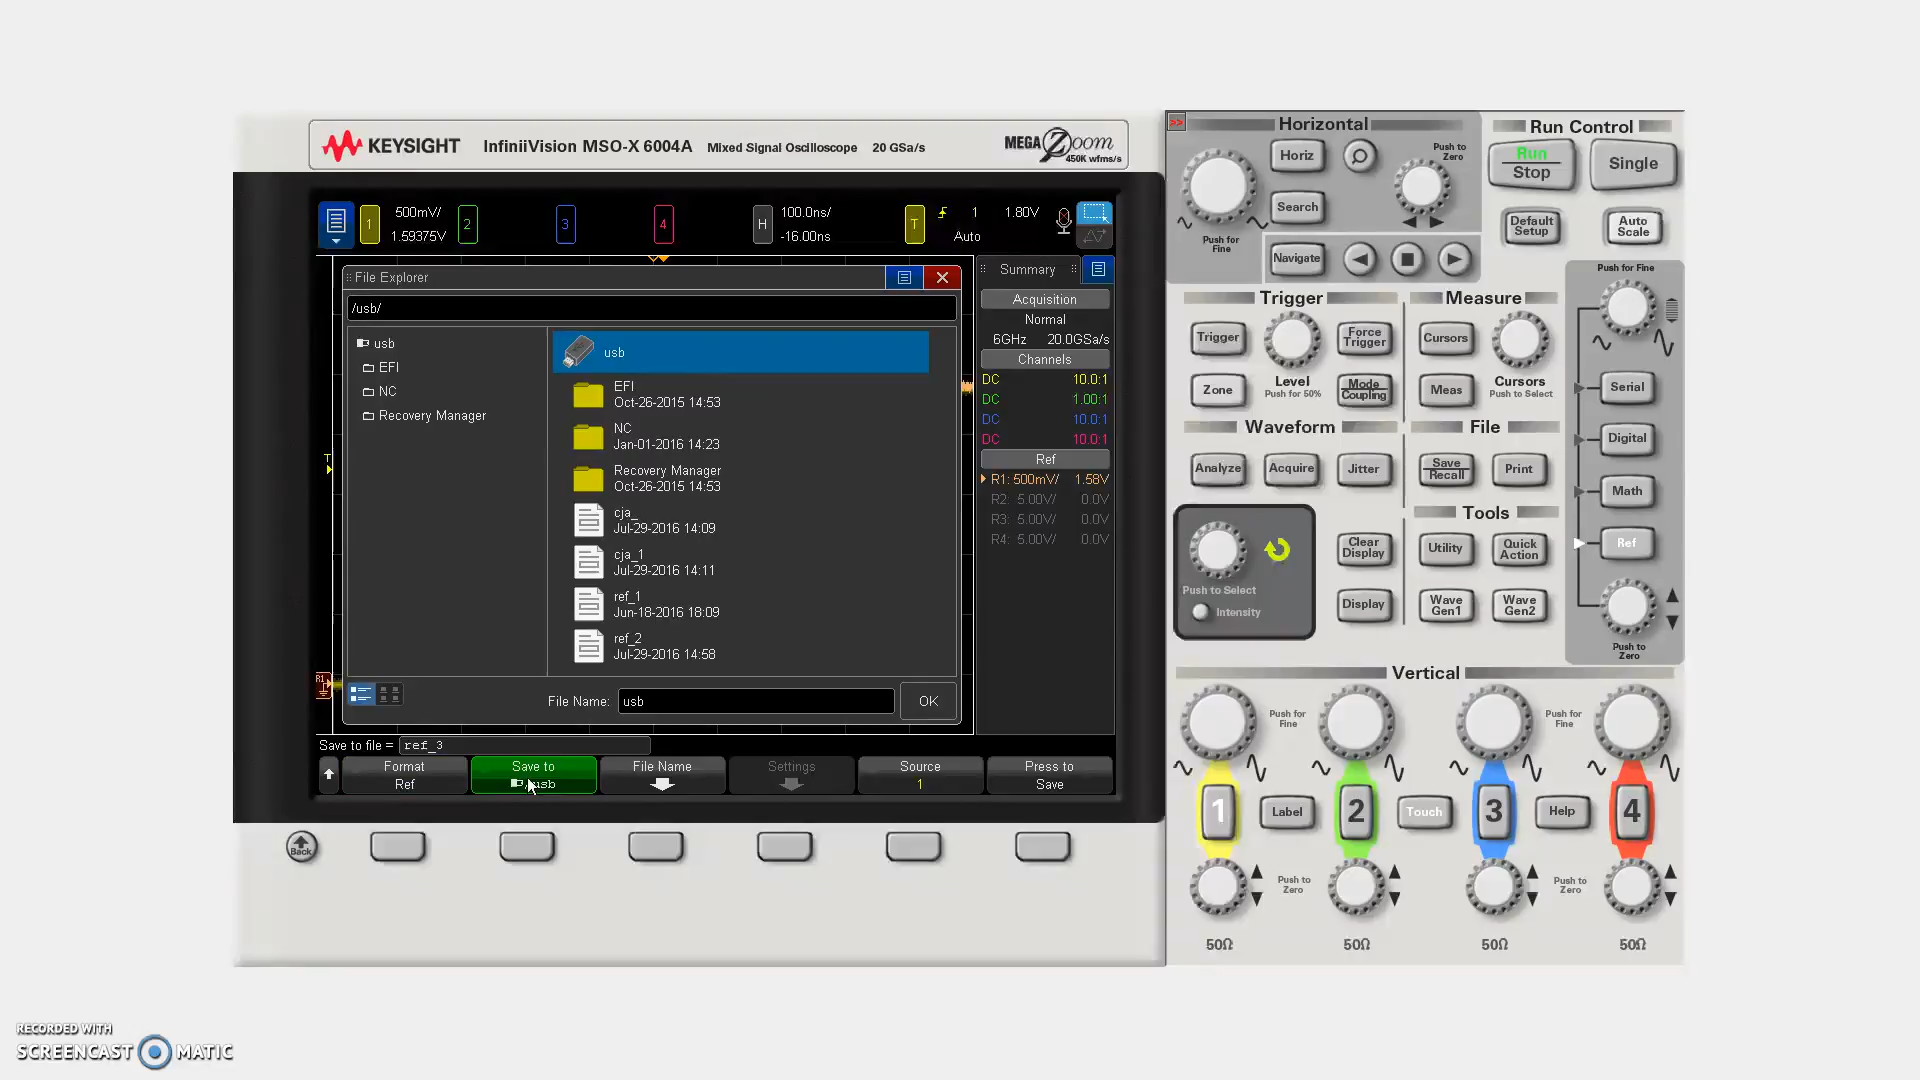 KEYSIGHT InfiniiVision MSO-X 6004A Mixed Signal Oscilloscope 20 GSa/s
MEGA Zoom
450K wfms/s
1 500mV/ 2 3 4 H 100.0ns/ T 1 1.80V
1.59375V -16.00ns Auto
File Explorer
/usb/
usb
EFI
NC
Recovery Manager
usb
EFI
Oct-26-2015 14:53
NC
Jan-01-2016 14:23
Recovery Manager
Oct-26-2015 14:53
cja_
Jul-29-2016 14:09
cja_1
Jul-29-2016 14:11
ref_1
Jun-18-2016 18:09
ref_2
Jul-29-2016 14:58
File Name: usb OK
Summary
Acquisition
Normal
6GHz 20.0GSa/s
Channels
DC 10.0:1
DC 1.00:1
DC 10.0:1
DC 10.0:1
Ref
R1: 500mV/ 1.58V
R2: 5.00V/ 0.0V
R3: 5.00V/ 0.0V
R4: 5.00V/ 0.0V
T
R1
Save to file = ref_3
Format
Ref
Save to
/usb
File Name
Settings
Source
1
Press to
Save
Back
>>
Horizontal
Horiz
Push to
Zero
Search
Push for
Fine
Navigate
Run Control
Run
Stop
Single
Default
Setup
Auto
Scale
Push for Fine
Trigger
Trigger
Force
Trigger
Zone
Level
Push for 50%
Mode
Coupling
Measure
Cursors
Meas
Cursors
Push to Select
Waveform
Analyze
Acquire
Jitter
File
Save
Recall
Print
Tools
Push to Select
Intensity
Clear
Display
Utility
Quick
Action
Display
Wave
Gen1
Wave
Gen2
Serial
Digital
Math
Ref
Push to
Zero
Vertical
Push for
Fine
Push for
Fine
1 Label 2 Touch 3 Help 4
Push to
Zero
Push to
Zero
50Ω 50Ω 50Ω 50Ω
RECORDED WITH
SCREENCAST MATIC